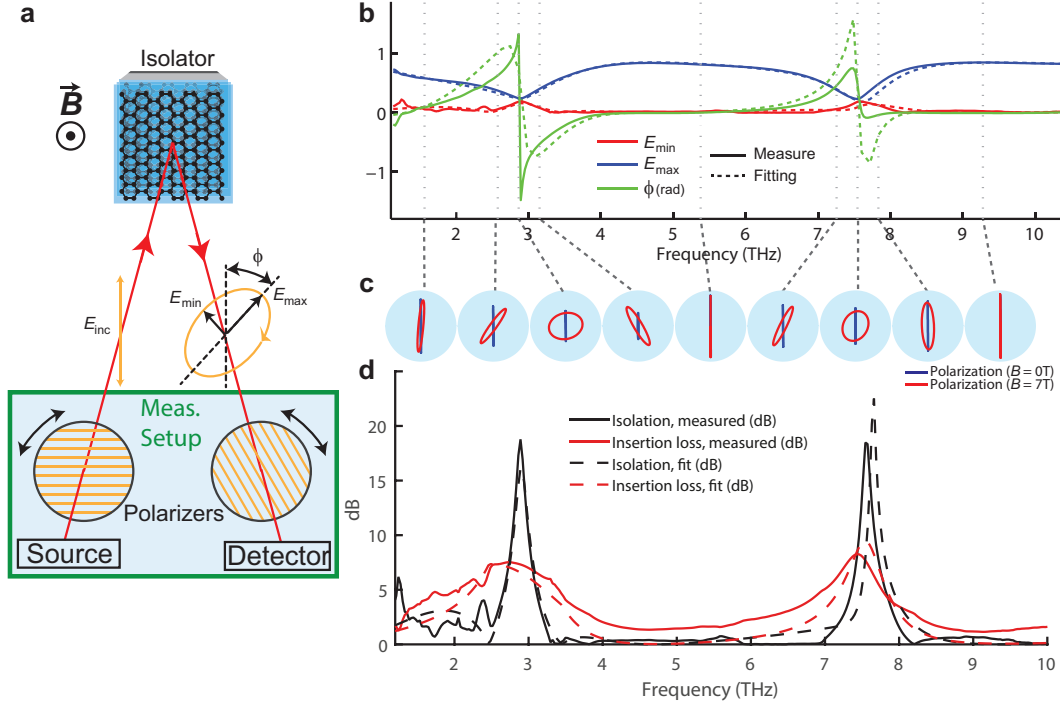 a
Isolator
B
ϕ
E_min
E_max
E_inc
Meas.
Setup
Polarizers
Source
Detector
b
1
0
−1
E_min
E_max
ϕ (rad)
Measure
Fitting
2 3 4 5 6 7 8 9 10
Frequency (THz)
c
Polarization (B = 0T)
Polarization (B = 7T)
d
Isolation, measured (dB)
Insertion loss, measured (dB)
Isolation, fit (dB)
Insertion loss, fit (dB)
dB
20
15
10
5
0
2 3 4 5 6 7 8 9 10
Frequency (THz)